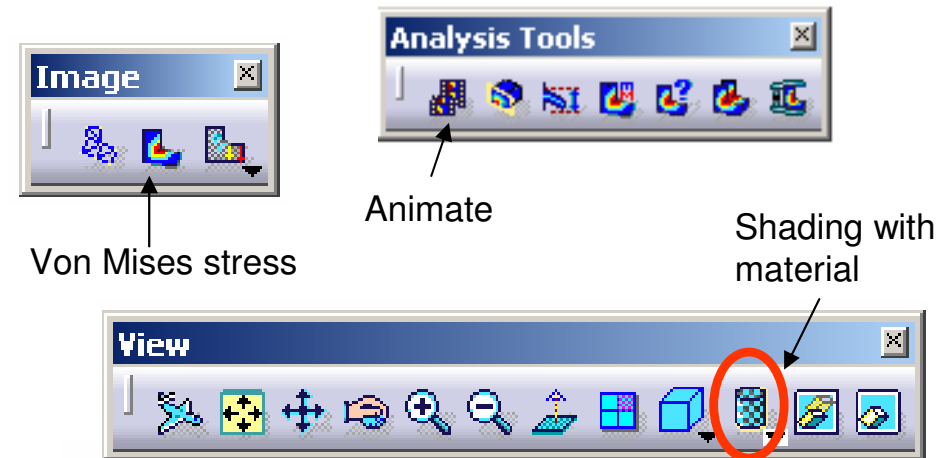 Analysis Tools
Image
Animate
Von Mises stress
Shading with
material
View